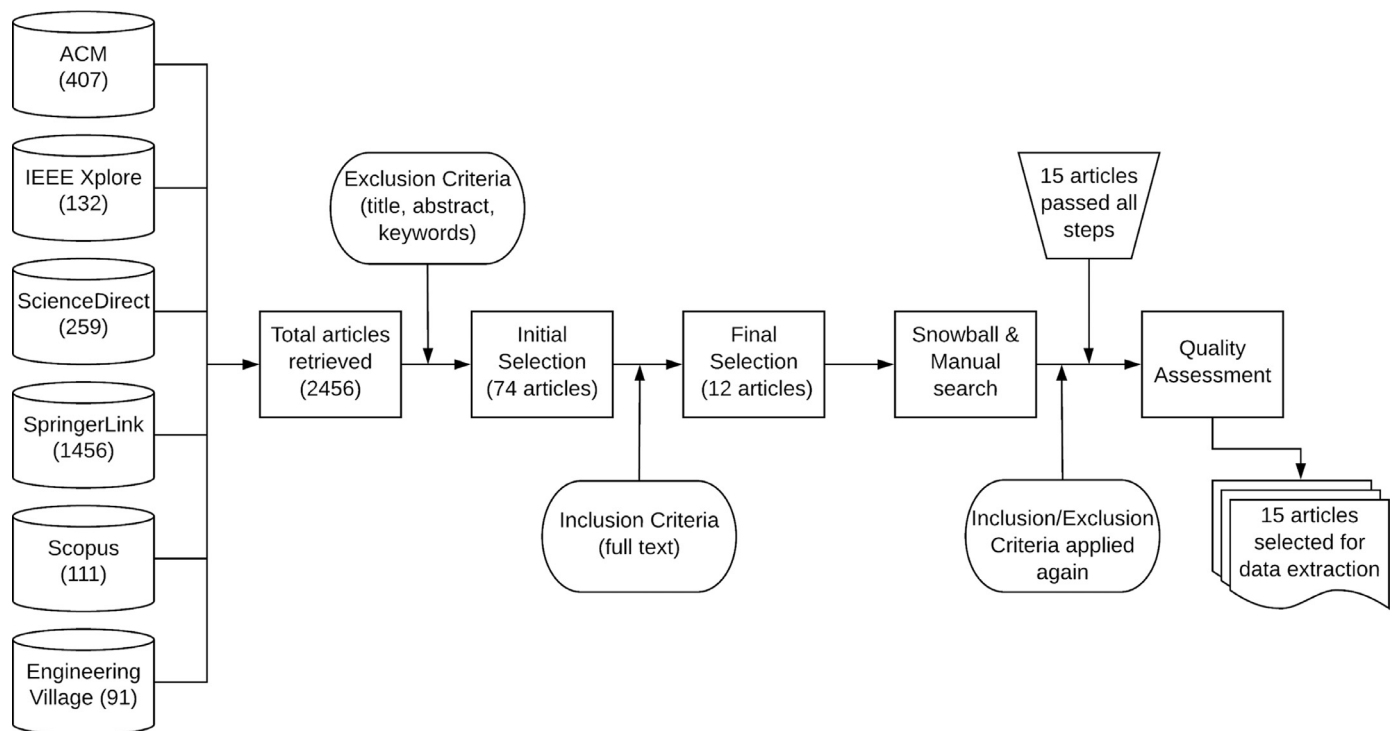 ACM
(407)
IEEE Xplore
(132)
ScienceDirect
(259)
SpringerLink
(1456)
Scopus
(111)
Engineering
Village (91)
Total articles
retrieved
(2456)
Exclusion Criteria
(title, abstract,
keywords)
Initial
Selection
(74 articles)
Inclusion Criteria
(full text)
Final
Selection
(12 articles)
Snowball &
Manual
search
Inclusion/Exclusion
Criteria applied
again
15 articles
passed all
steps
Quality
Assessment
15 articles
selected for
data extraction